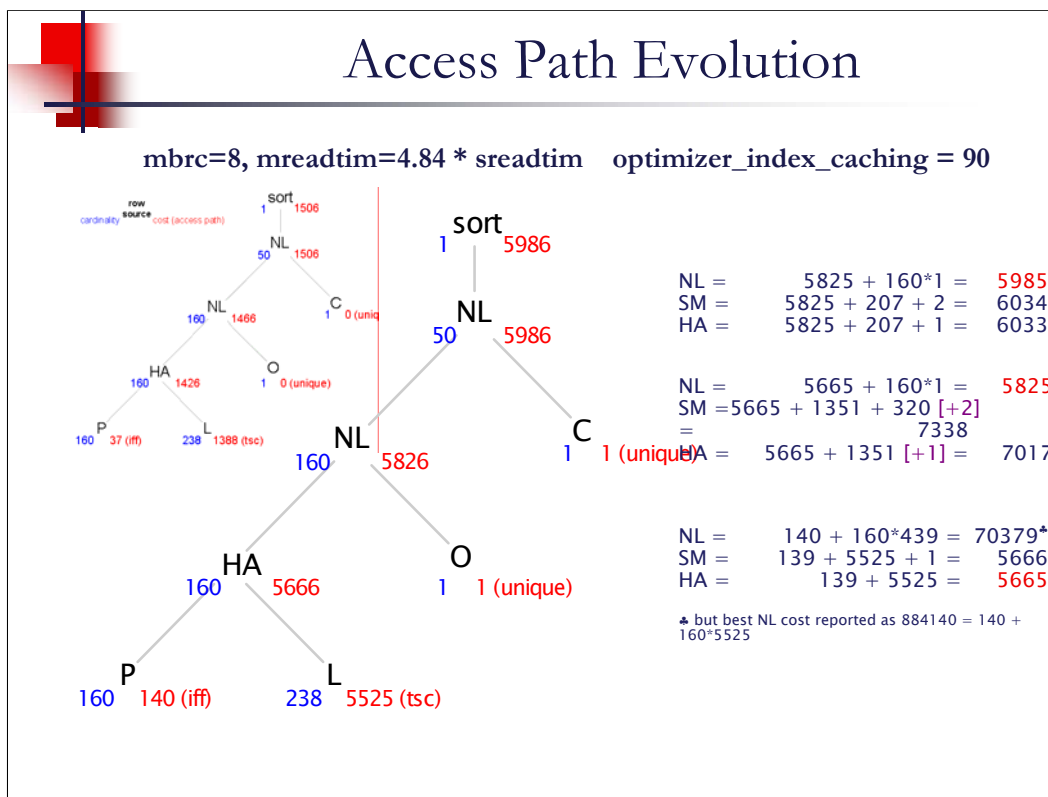 Access Path Evolution
mbrc=8, mreadtim=4.84 * sreadtim optimizer_index_caching = 90
row
cardinality source cost (access path)
sort
1 1506
NL
50 1506
NL
160 1466
C
1 0 (uniq
HA
160 1426
O
1 0 (unique)
P
160 37 (iff)
L
238 1388 (tsc)
sort
1 5986
NL
50 5986
NL
160 5826
C
1 1 (unique)
HA
160 5666
O
1 1 (unique)
P
160 140 (iff)
L
238 5525 (tsc)
NL = 5825 + 160*1 = 5985
SM = 5825 + 207 + 2 = 6034
HA = 5825 + 207 + 1 = 6033
NL = 5665 + 160*1 = 5825
SM =5665 + 1351 + 320 [+2]
= 7338
HA = 5665 + 1351 [+1] = 7017
NL = 140 + 160*439 = 70379♣
SM = 139 + 5525 + 1 = 5666
HA = 139 + 5525 = 5665
♣ but best NL cost reported as 884140 = 140 +
160*5525